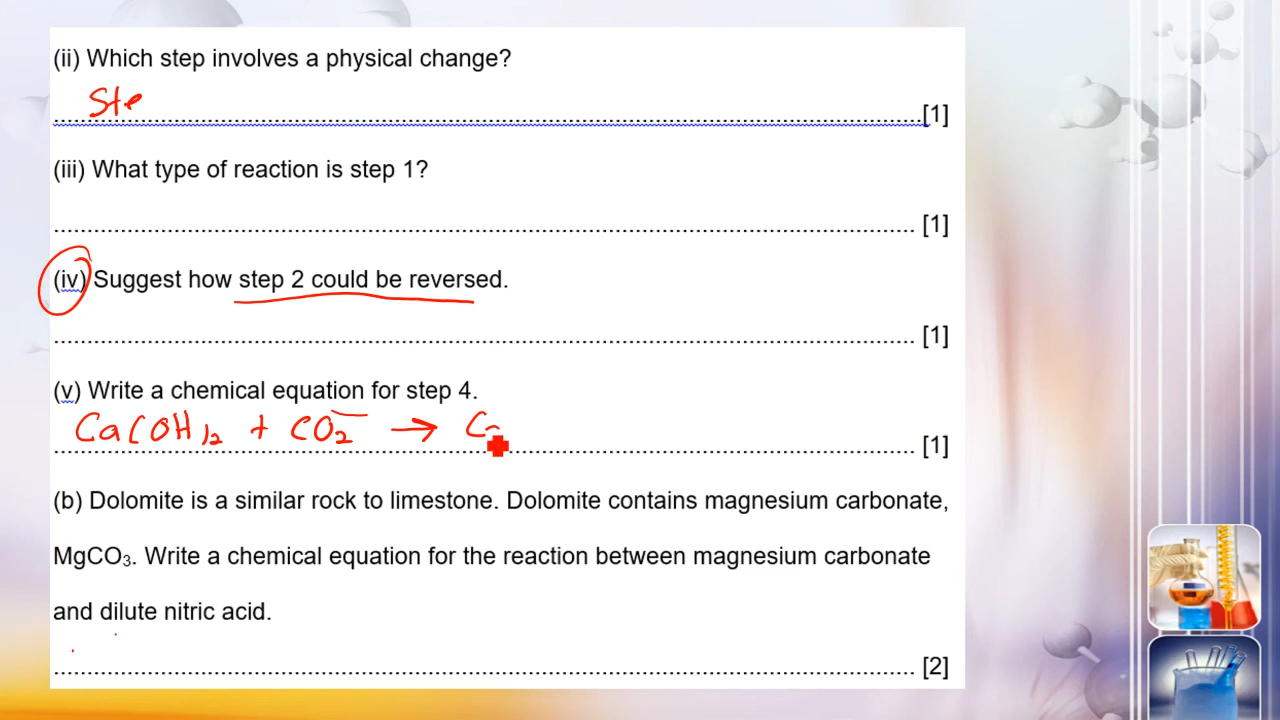 (ii) Which step involves a physical change?
Ste
........................................................................................................................................[1]
(iii) What type of reaction is step 1?
........................................................................................................................................ [1]
(iv) Suggest how step 2 could be reversed.
........................................................................................................................................ [1]
(v) Write a chemical equation for step 4.
Ca(OH)2 + CO2 → Ca
........................................................................................................................................ [1]
(b) Dolomite is a similar rock to limestone. Dolomite contains magnesium carbonate,
MgCO₃. Write a chemical equation for the reaction between magnesium carbonate
and dilute nitric acid.
........................................................................................................................................ [2]